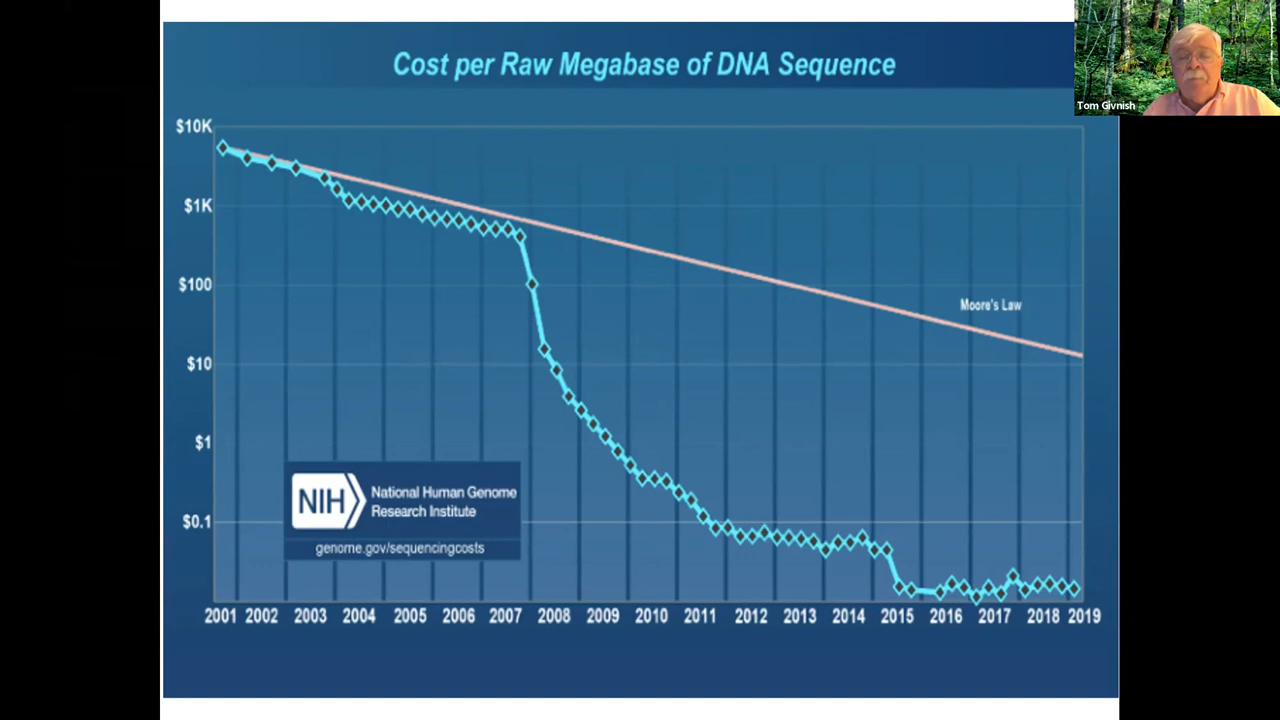 Cost per Raw Megabase of DNA Sequence
Tom Givnish
$10K
$1K
$100
Moore's Law
$10
$1
NIH
National Human Genome
Research Institute
$0.1
genome.gov/sequencingcosts
2001 2002 2003 2004 2005 2006 2007 2008 2009 2010 2011 2012 2013 2014 2015 2016 2017 2018 2019